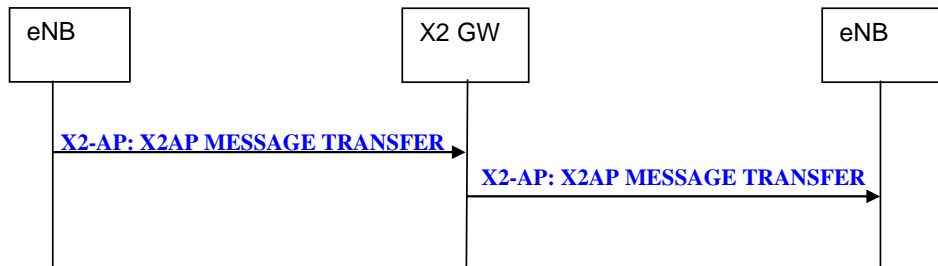 eNB
X2 GW
eNB
X2-AP: X2AP MESSAGE TRANSFER
X2-AP: X2AP MESSAGE TRANSFER